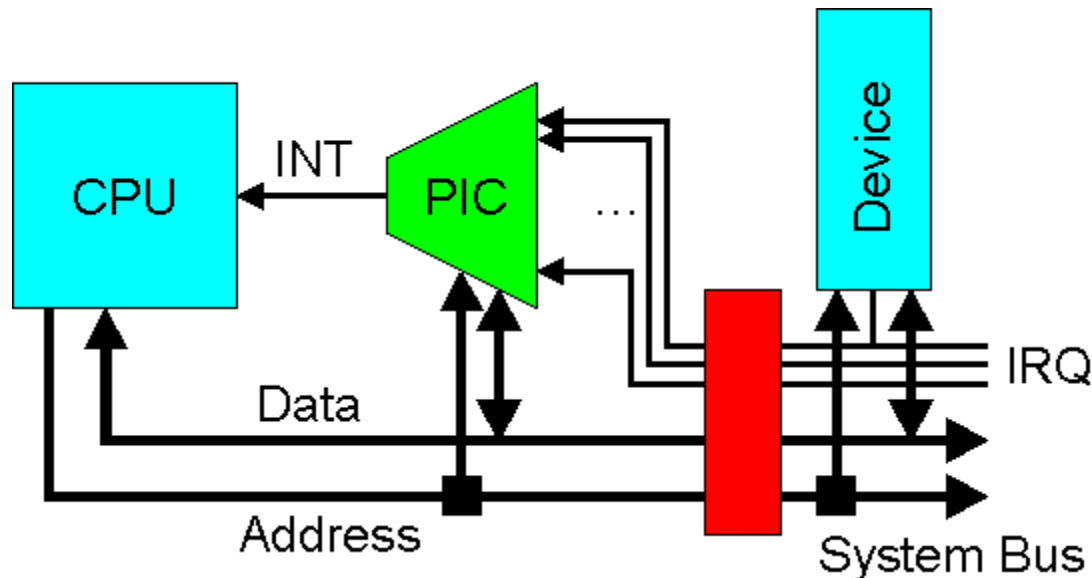 Device
INT
CPU
PIC
...
IRQ
Data
Address
System Bus